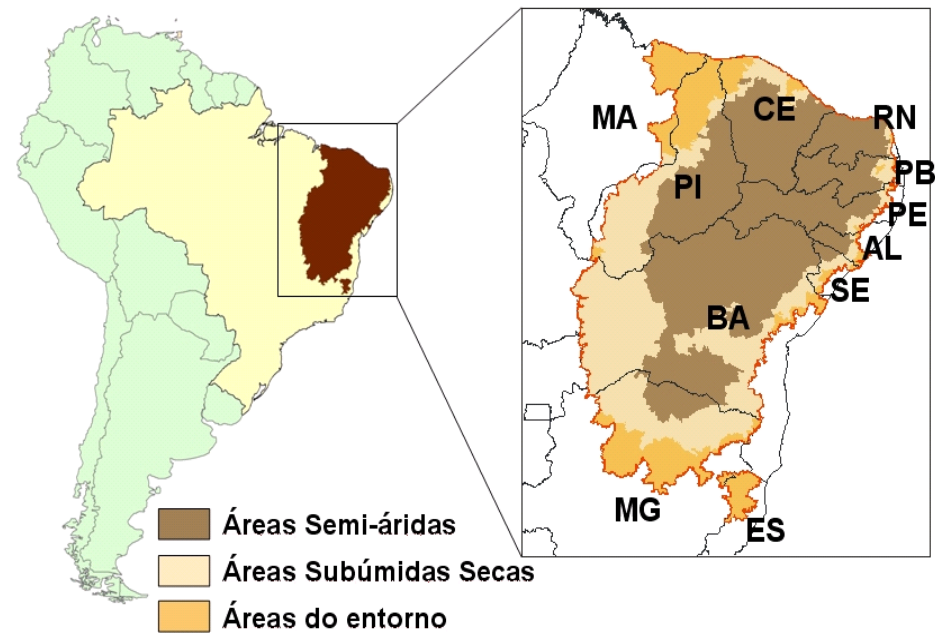 MA
CE
RN
PI
PB
PE
AL
SE
BA
MG
ES
Áreas Semi-áridas
Áreas Subúmidas Secas
Áreas do entorno